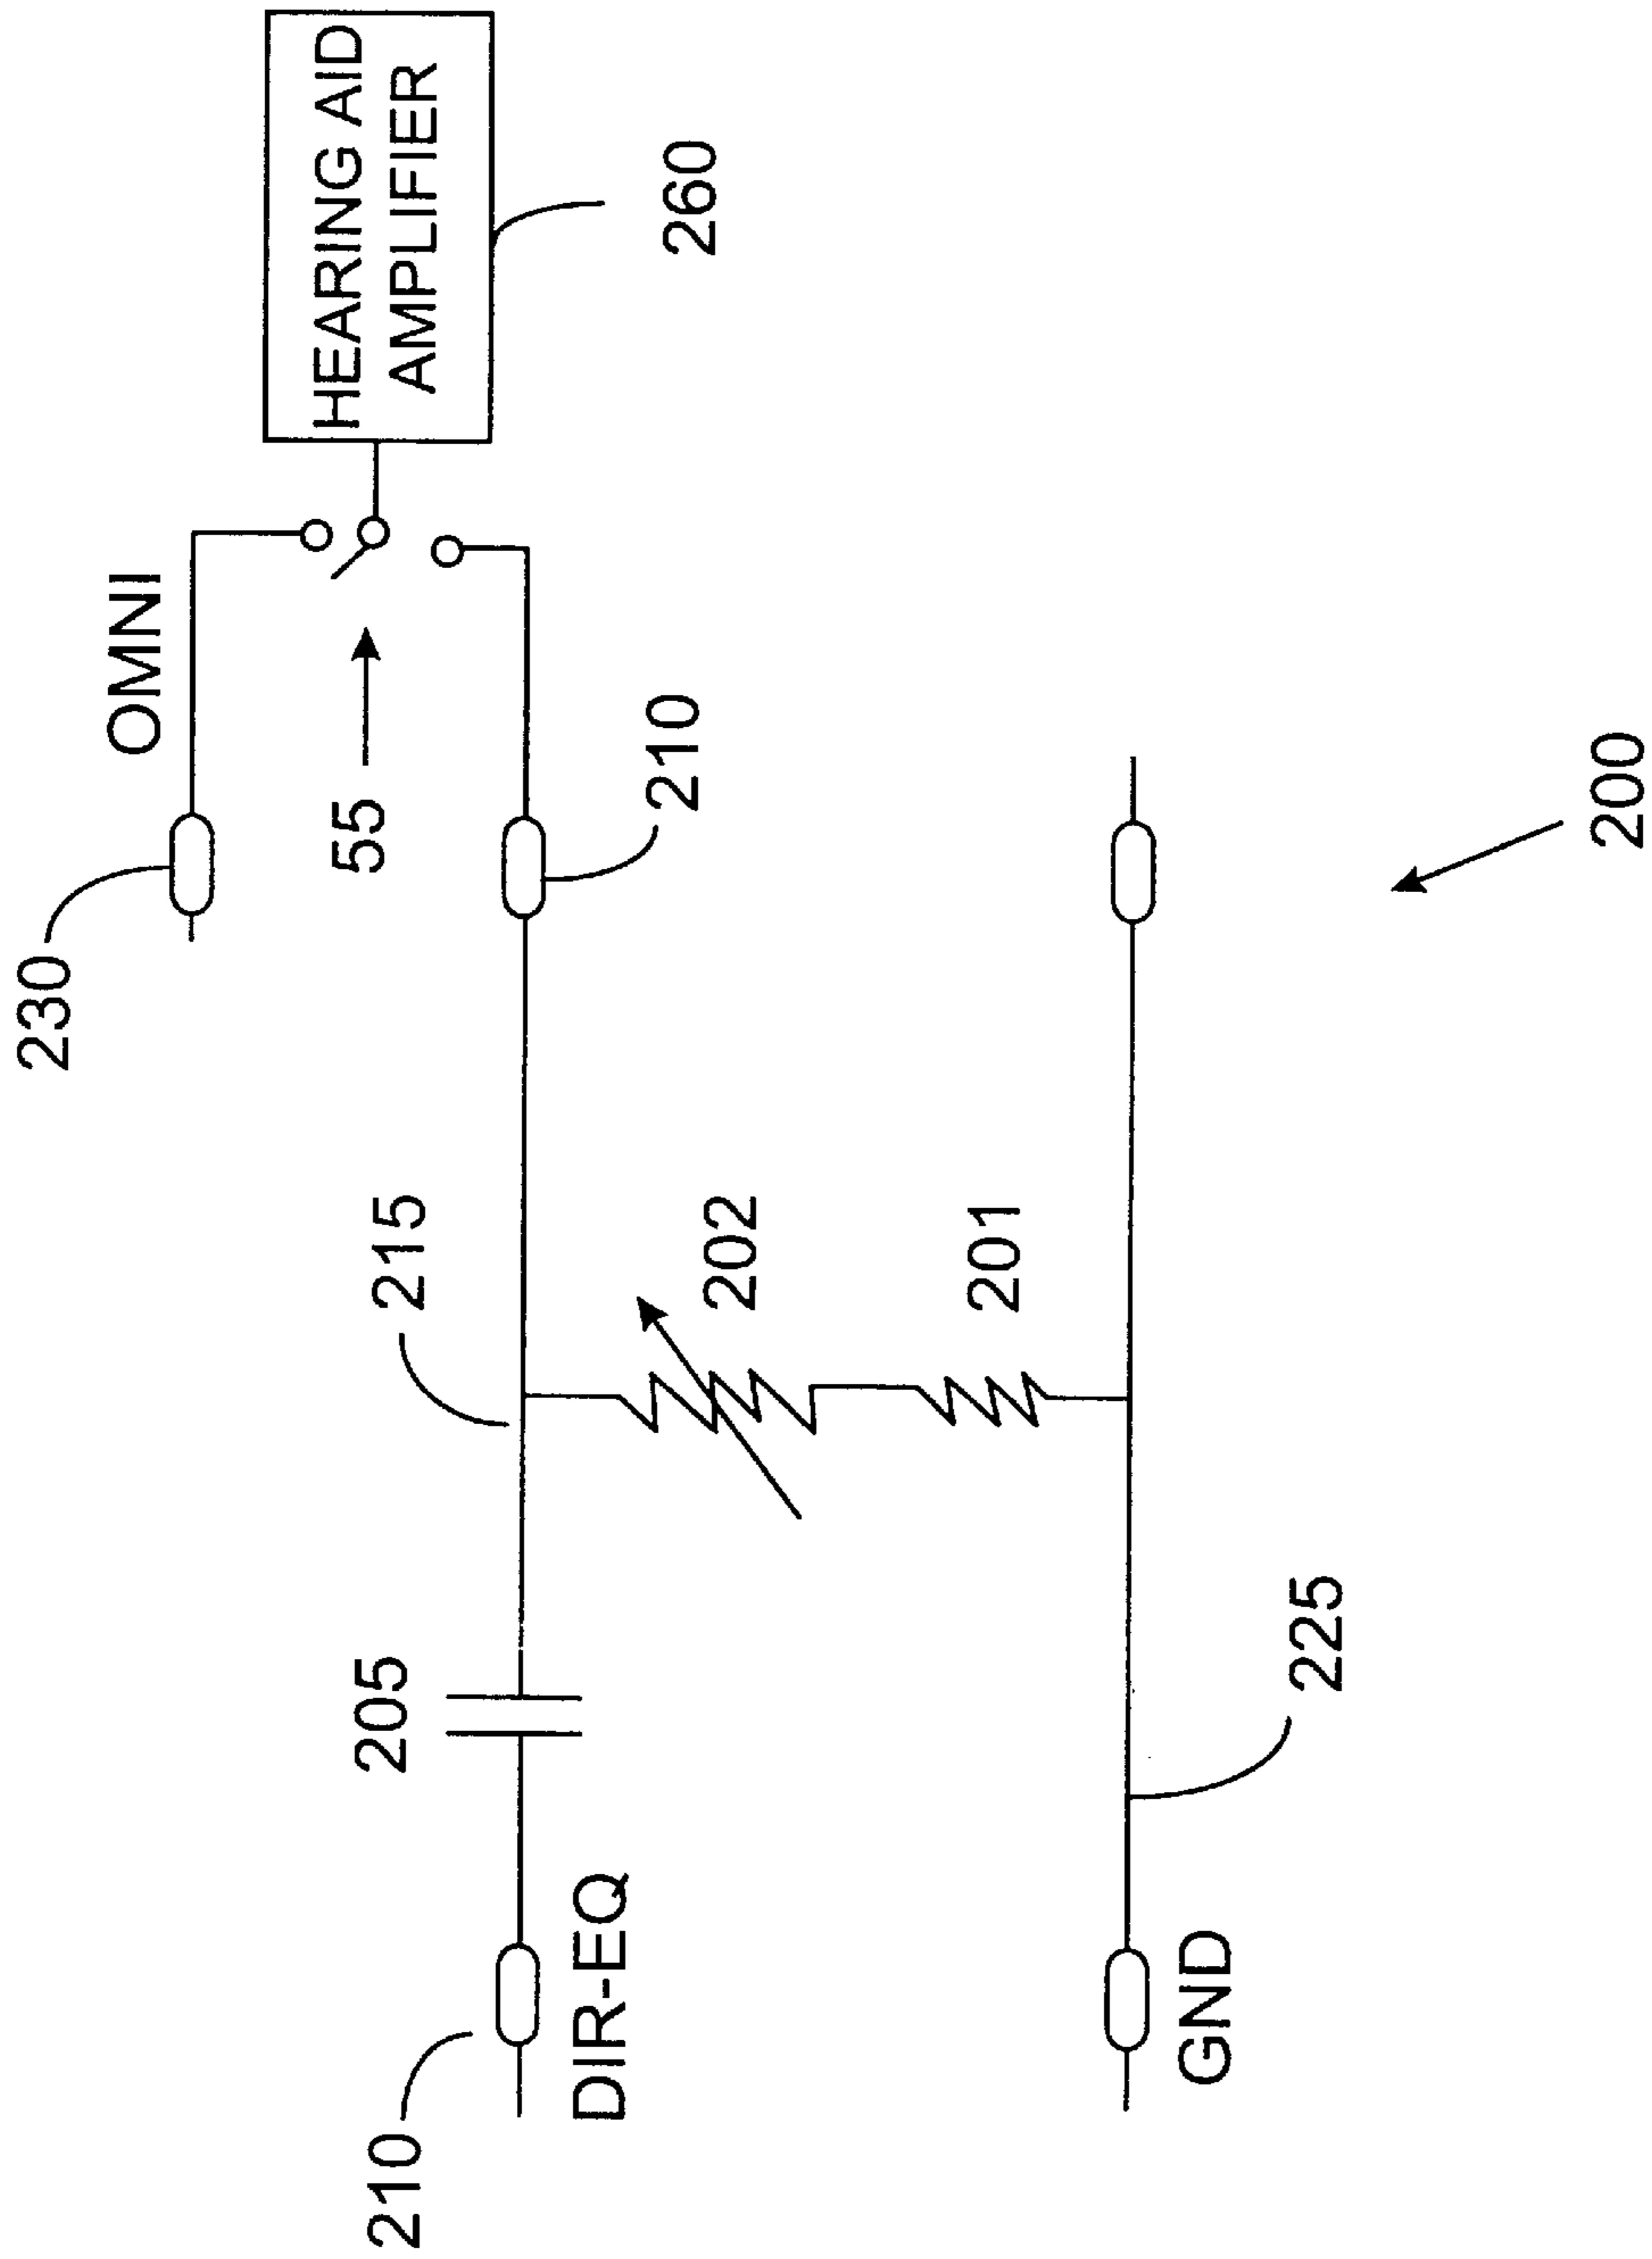 230
OMNI
HEARING AID
AMPLIFIER
55
260
210
DIR-EQ
205
215
210
202
201
GND
225
200